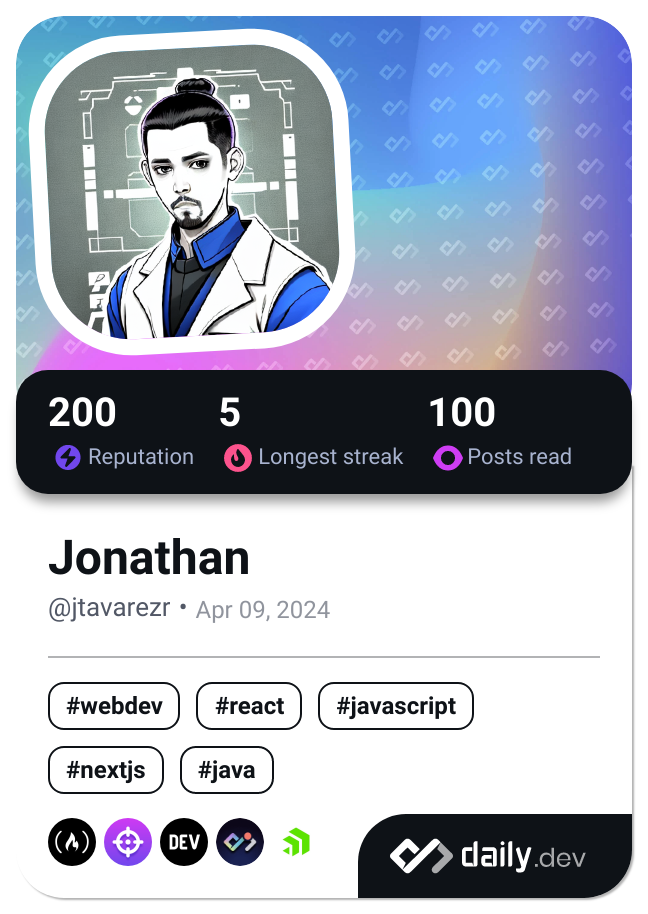 200 5 100
Reputation Longest streak Posts read
Jonathan
@jtavarezr • Apr 09, 2024
#webdev #react #javascript
#nextjs #java
DEV
daily.dev